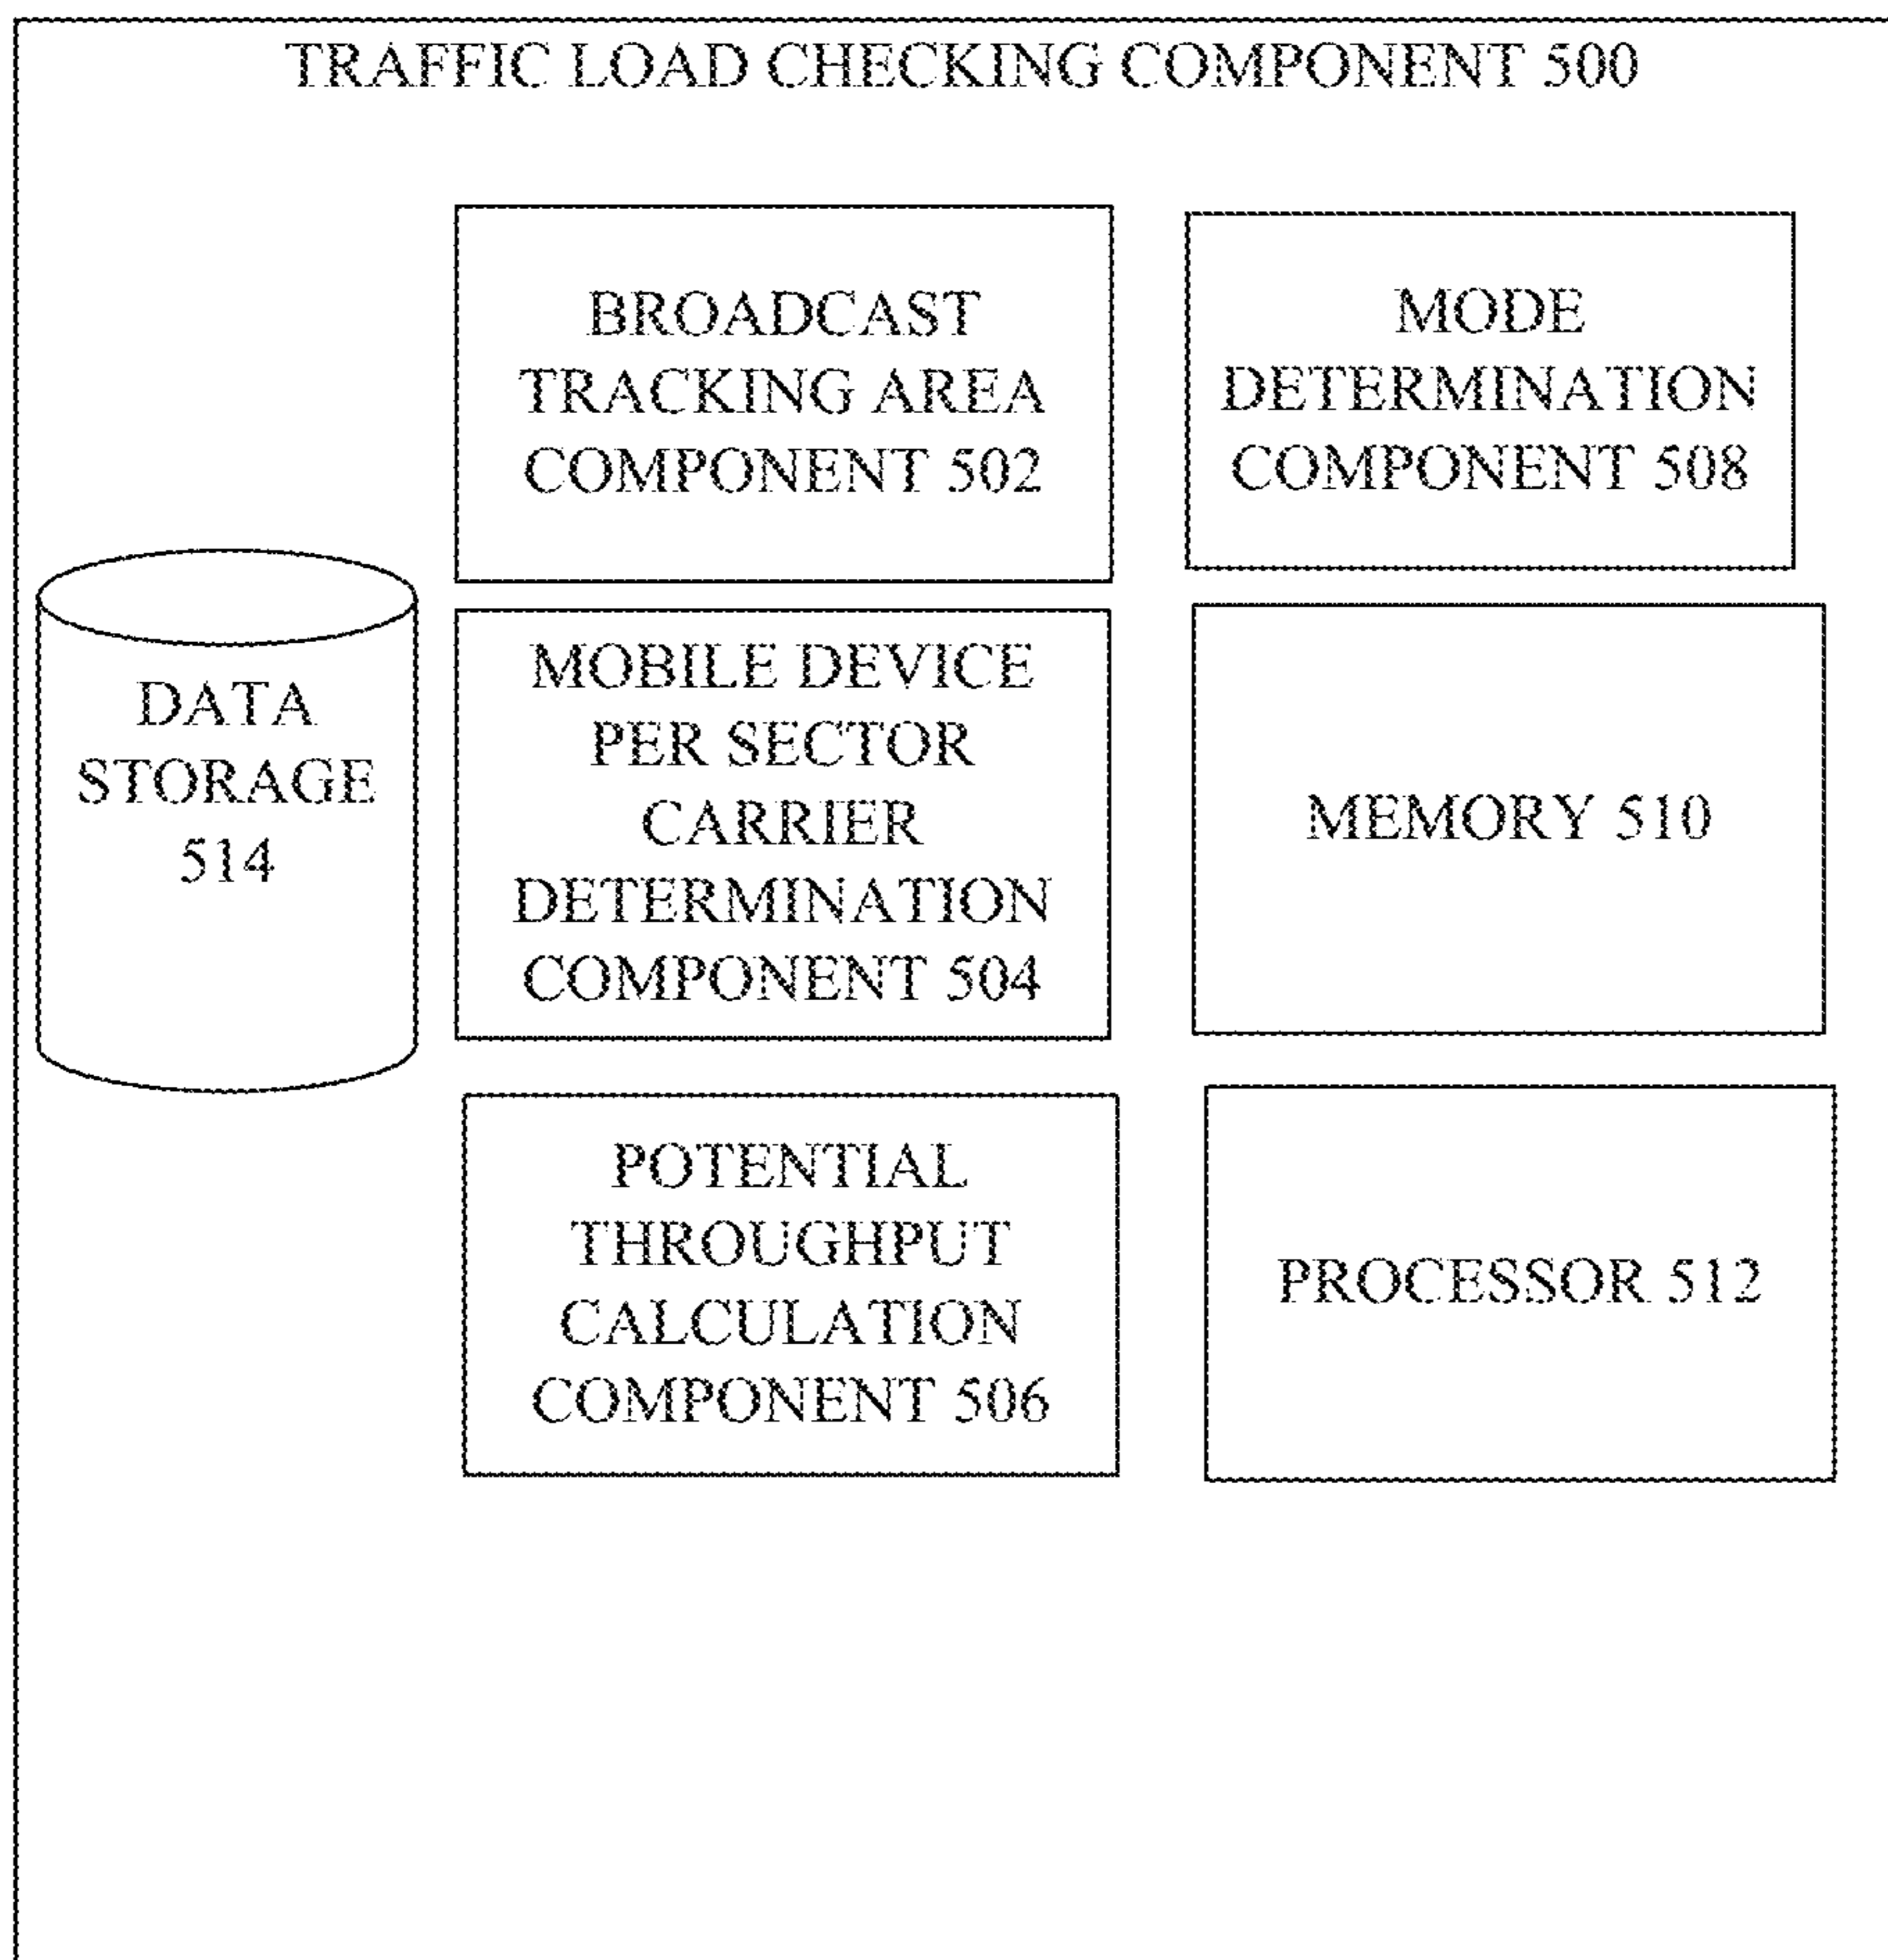 TRAFFIC LOAD CHECKING COMPONENT 500
BROADCAST
TRACKING AREA
COMPONENT 502
MODE
DETERMINATION
COMPONENT 508
DATA
STORAGE
514
MOBILE DEVICE
PER SECTOR
CARRIER
DETERMINATION
COMPONENT 504
MEMORY 510
POTENTIAL
THROUGHPUT
CALCULATION
COMPONENT 506
PROCESSOR 512